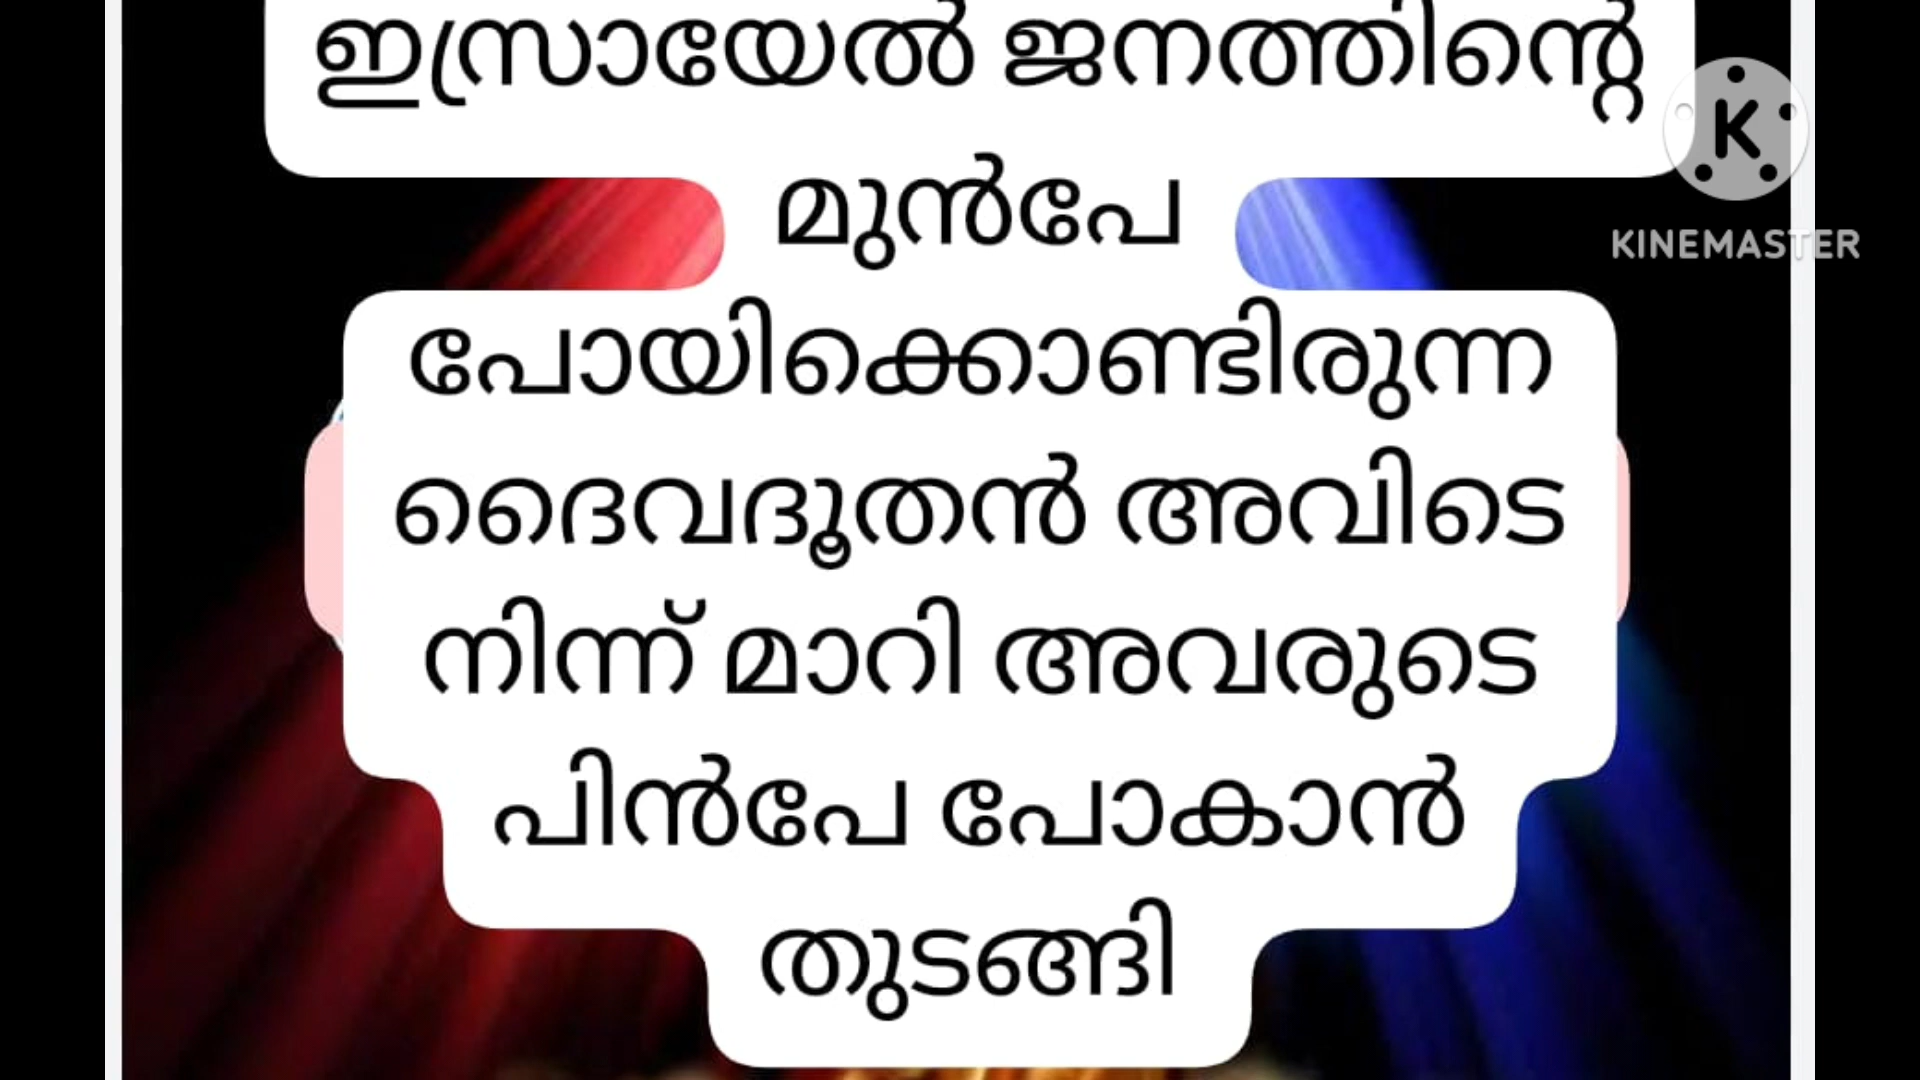 ഇസ്രായേൽ ജനത്തിന്റെ
മുൻപേ
പോയിക്കൊണ്ടിരുന്ന
ദൈവദൂതൻ അവിടെ
നിന്ന് മാറി അവരുടെ
പിൻപേ പോകാൻ
തുടങ്ങി
K
KINEMASTER